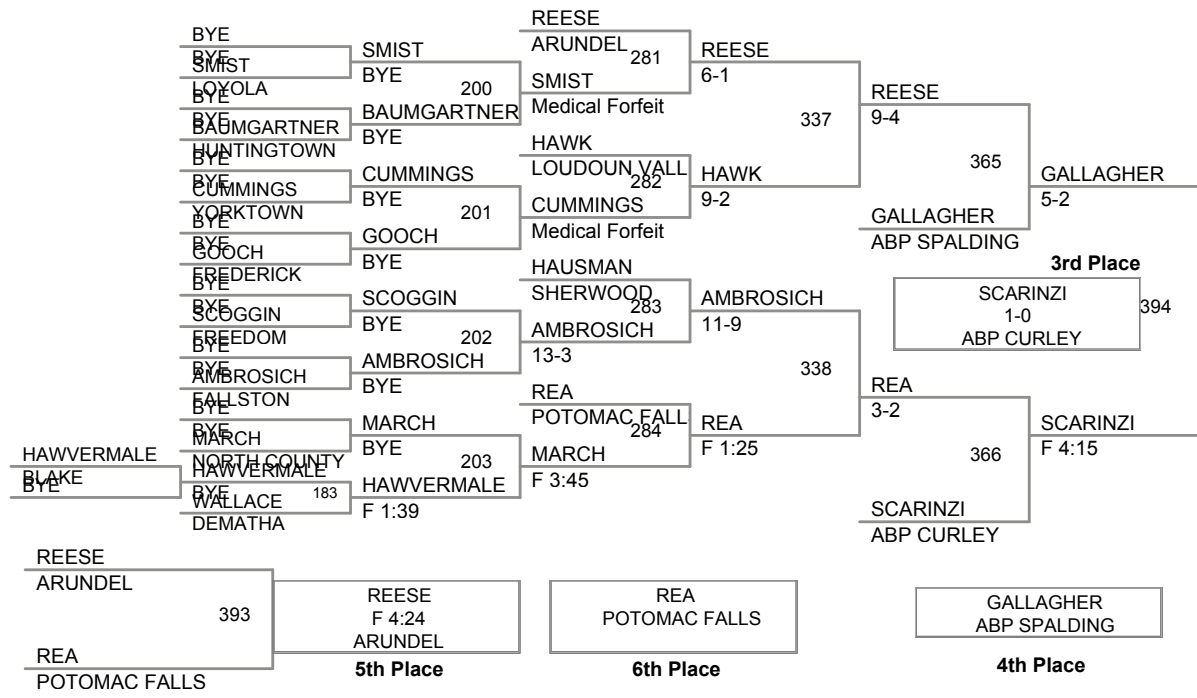 BYE
BYE
SMIST
LOYOLA
BYE
BYE
BAUMGARTNER
HUNTINGTOWN
BYE
BYE
CUMMINGS
YORKTOWN
BYE
BYE
GOOCH
FREDERICK
BYE
BYE
SCOGGIN
FREEDOM
BYE
BYE
AMBROSICH
FALLSTON
BYE
BYE
MARCH
NORTH COUNTY
HAWVERMALE
BLAKE
BYE
HAWVERMALE
BYE
183
WALLACE
DEMATHA
SMIST
BYE
200
BAUMGARTNER
BYE
CUMMINGS
BYE
201
GOOCH
BYE
SCOGGIN
BYE
202
AMBROSICH
BYE
MARCH
BYE
203
HAWVERMALE
F 1:39
REESE
ARUNDEL
281
SMIST
Medical Forfeit
HAWK
LOUDOUN VALL
282
CUMMINGS
Medical Forfeit
HAUSMAN
SHERWOOD
283
AMBROSICH
13-3
REA
POTOMAC FALL
284
MARCH
F 3:45
REESE
6-1
337
HAWK
9-2
AMBROSICH
11-9
338
REA
F 1:25
REESE
9-4
365
GALLAGHER
ABP SPALDING
REA
3-2
366
SCARINZI
ABP CURLEY
GALLAGHER
5-2
3rd Place
SCARINZI
1-0
ABP CURLEY
394
SCARINZI
F 4:15
REESE
ARUNDEL
393
REA
POTOMAC FALLS
REESE
F 4:24
ARUNDEL
5th Place
REA
POTOMAC FALLS
6th Place
GALLAGHER
ABP SPALDING
4th Place